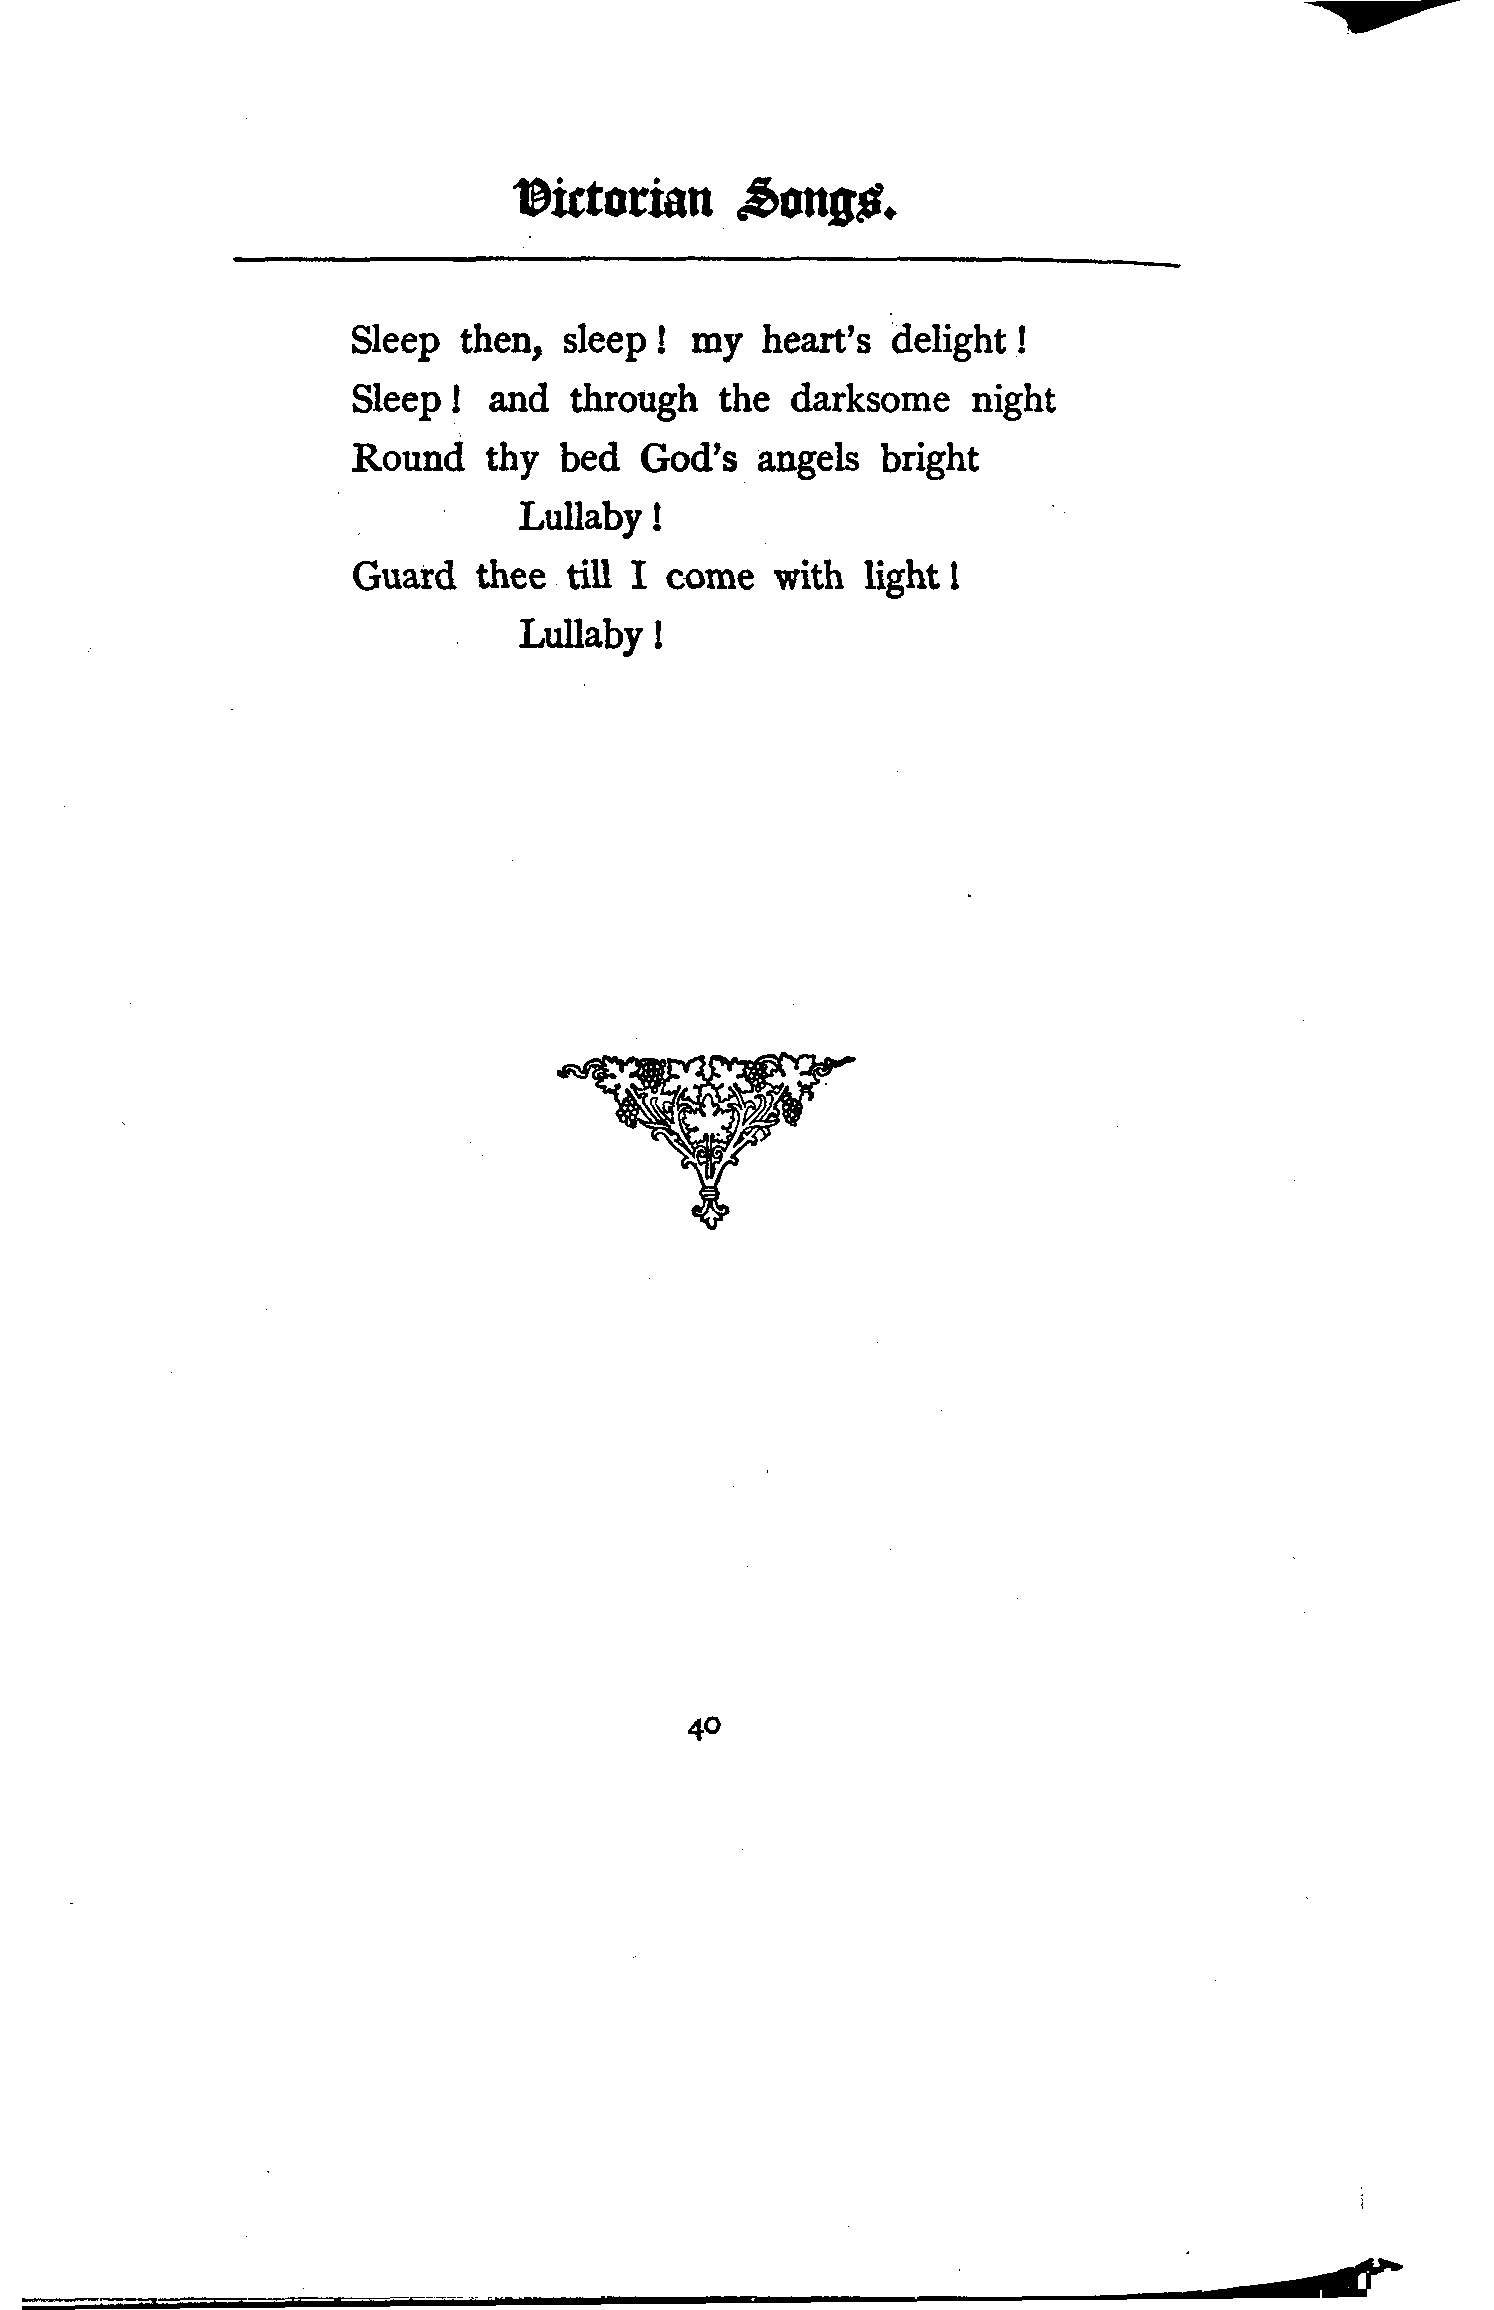 Victorian Songs.
Sleep then, sleep! my heart's delight!
Sleep! and through the darksome night
Round thy bed God's angels bright
Lullaby!
Guard thee till I come with light!
Lullaby!
40